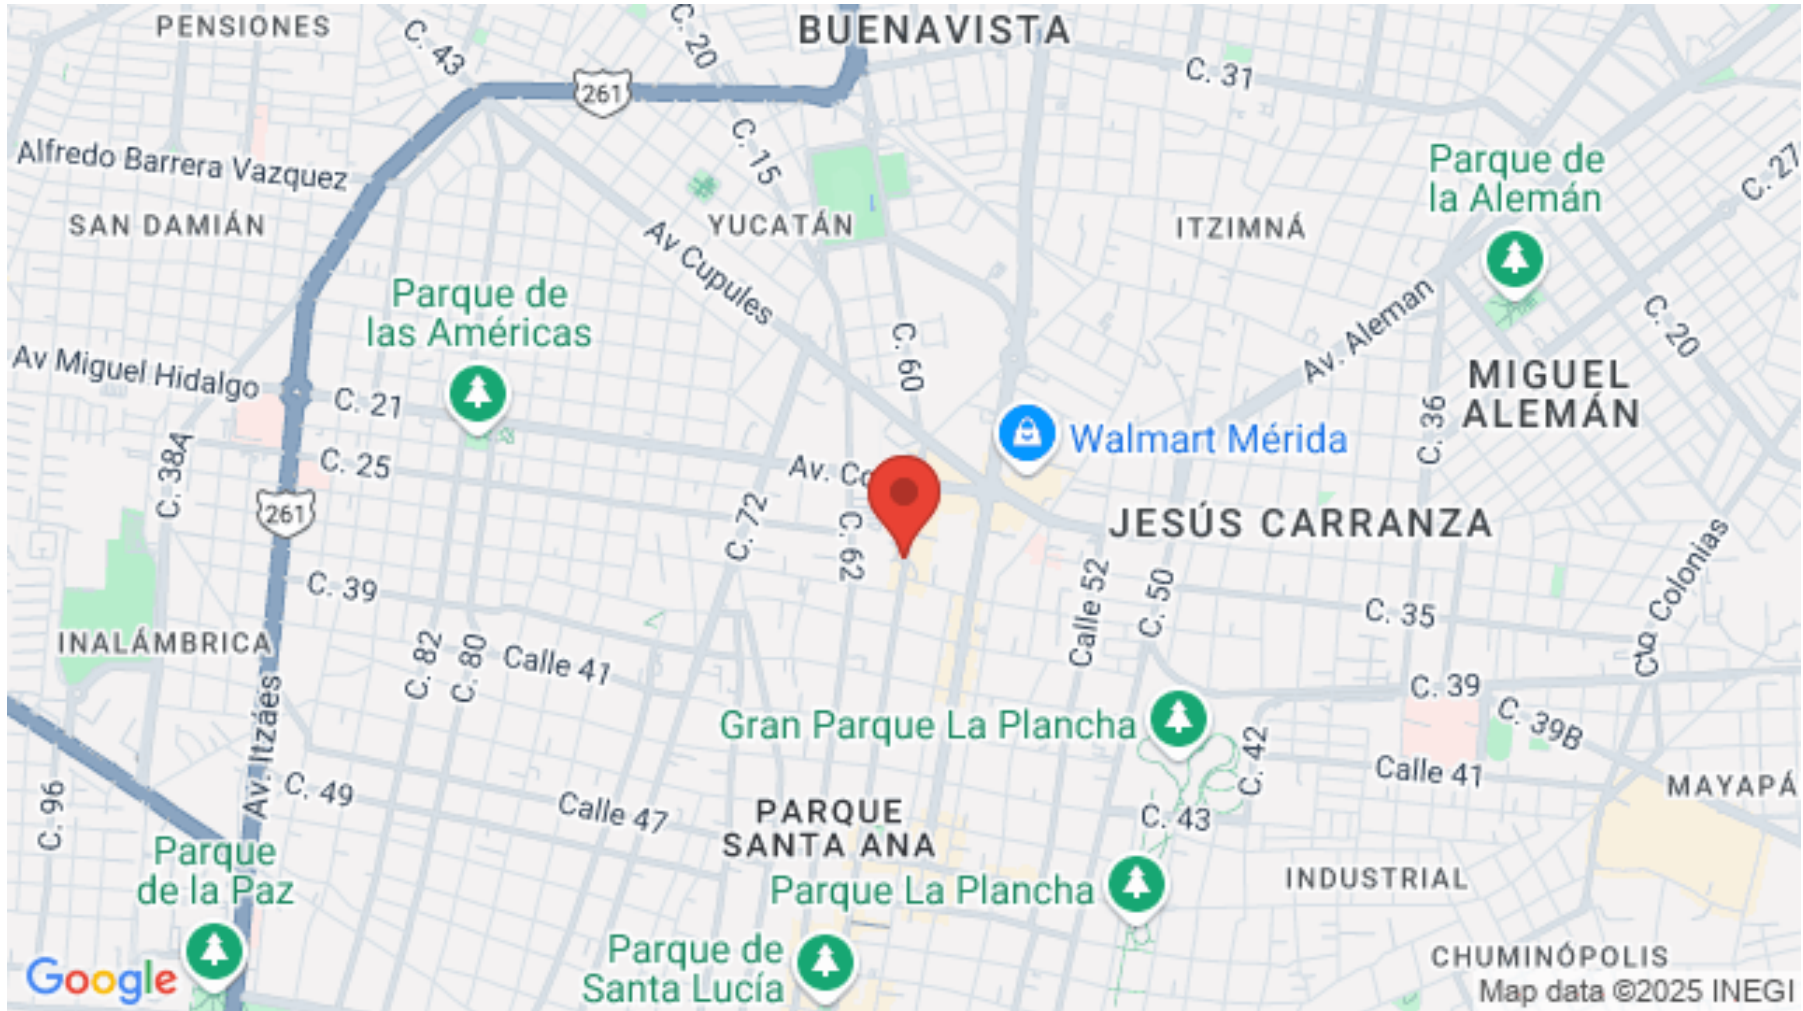 PENSIONES
C. 43
C. 20
BUENAVISTA
C. 31
261
Alfredo Barrera Vazquez
C. 15
Parque de
la Alemán
C. 27
SAN DAMIÁN
YUCATÁN
ITZIMNÁ
Av Cupules
Parque de
las Américas
C. 60
Av. Aleman
C. 20
Av Miguel Hidalgo
C. 21
MIGUEL
ALEMÁN
C. 36
Walmart Mérida
C. 38A
C. 25
Av. Co
C. 72
C. 62
261
JESÚS CARRANZA
C. 39
Calle 52
C. 50
C. 35
Cto. Colonias
INALÁMBRICA
C. 82
C. 80
Calle 41
C. 39
Gran Parque La Plancha
C. 39B
Av. Itzáes
C. 42
Calle 41
MAYAPÁ
C. 96
C. 49
Calle 47
PARQUE
SANTA ANA
C. 43
Parque
de la Paz
Parque La Plancha
INDUSTRIAL
Parque de
Santa Lucía
CHUMINÓPOLIS
Google
Map data ©2025 INEGI